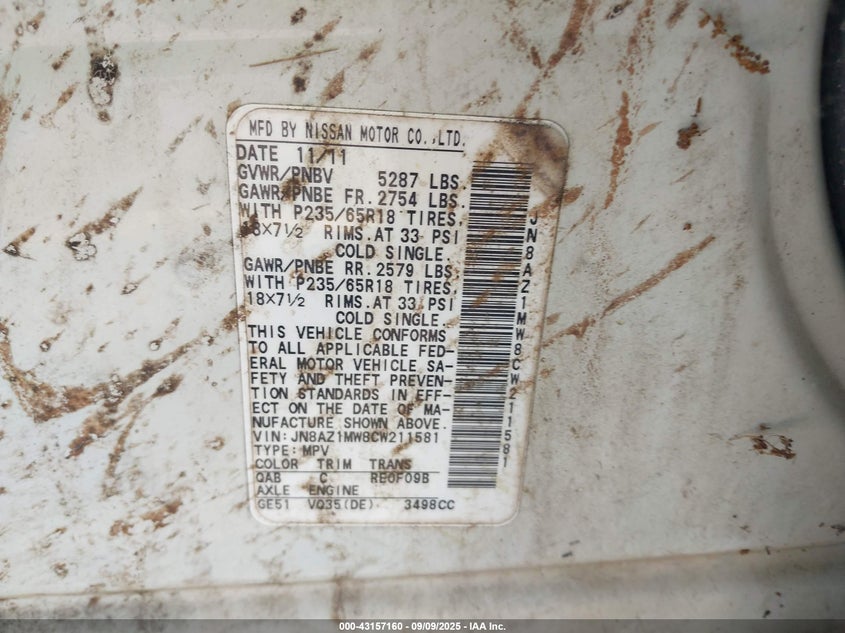 MFD BY NISSAN MOTOR CO.,LTD.
DATE 11/11
GVWR/PNBV 5287 LBS.
GAWR/PNBE FR. 2754 LBS.
WITH P235/65R18 TIRES,
18×7½ RIMS.AT 33 PSI
COLD SINGLE.
GAWR/PNBE RR. 2579 LBS.
WITH P235/65R18 TIRES,
18×7½ RIMS.AT 33 PSI
COLD SINGLE.
THIS VEHICLE CONFORMS
TO ALL APPLICABLE FED-
ERAL MOTOR VEHICLE SA-
FETY AND THEFT PREVEN-
TION STANDARDS IN EFF-
ECT ON THE DATE OF MA-
NUFACTURE SHOWN ABOVE.
VIN:JN8AZ1MW8CW211581
TYPE:MPV
COLOR TRIM TRANS
QAB C RE0F09B
AXLE ENGINE
GE51 VQ35(DE) 3498CC
JN8AZ1MW8CW211581
000-43157160 - 09/09/2025 - IAA Inc.